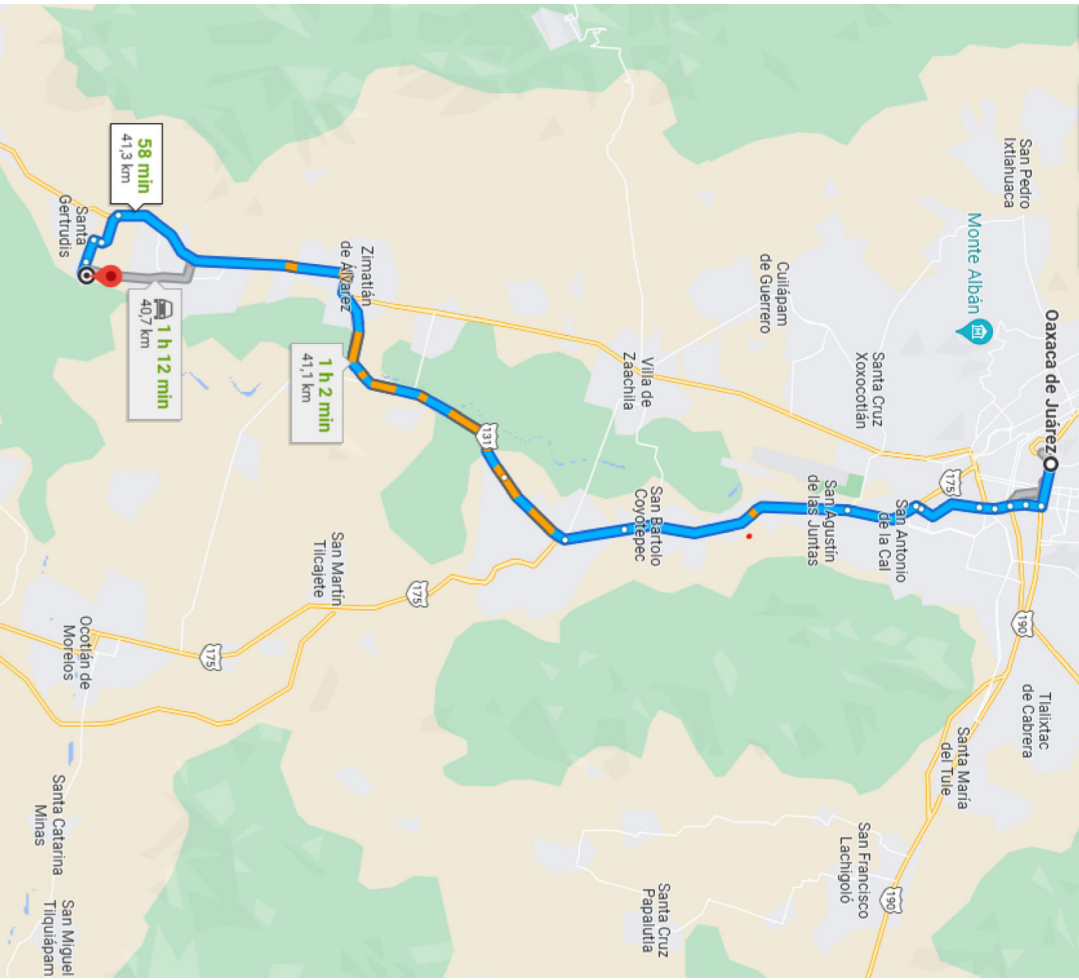 San Pedro
Ixtlahuaca
Monte Albán
Oaxaca de Juárez
Tlalixtac
de Cabrera
190
Santa María
del Tule
175
Santa Cruz
Xoxocotlán
San Antonio
de la Cal
San Francisco
Lachigoló
190
Cuilápam
de Guerrero
San Agustín
de las Juntas
Villa de
Zaachila
San Bartolo
Coyotepec
Santa Cruz
Papalutla
131
175
Zimatlán
de Álvarez
1 h 2 min
41,1 km
San Martín
Tilcajete
175
58 min
41,3 km
1 h 12 min
40,7 km
Santa
Gertrudis
Ocotlán de
Morelos
Santa Catarina
Minas
San Miguel
Tilquiápam